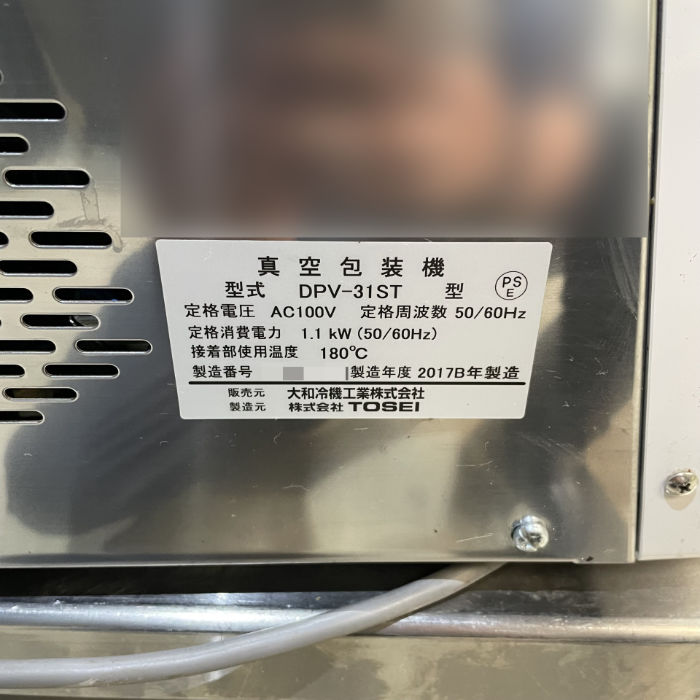 真空包装機
型式 DPV-31ST 型 PSE
定格電圧 AC100V 定格周波数 50/60Hz
定格消費電力 1.1 kW (50/60Hz)
接着部使用温度 180℃
製造番号 製造年度 2017B年製造
販売元 大和冷機工業株式会社
製造元 株式会社 TOSEI